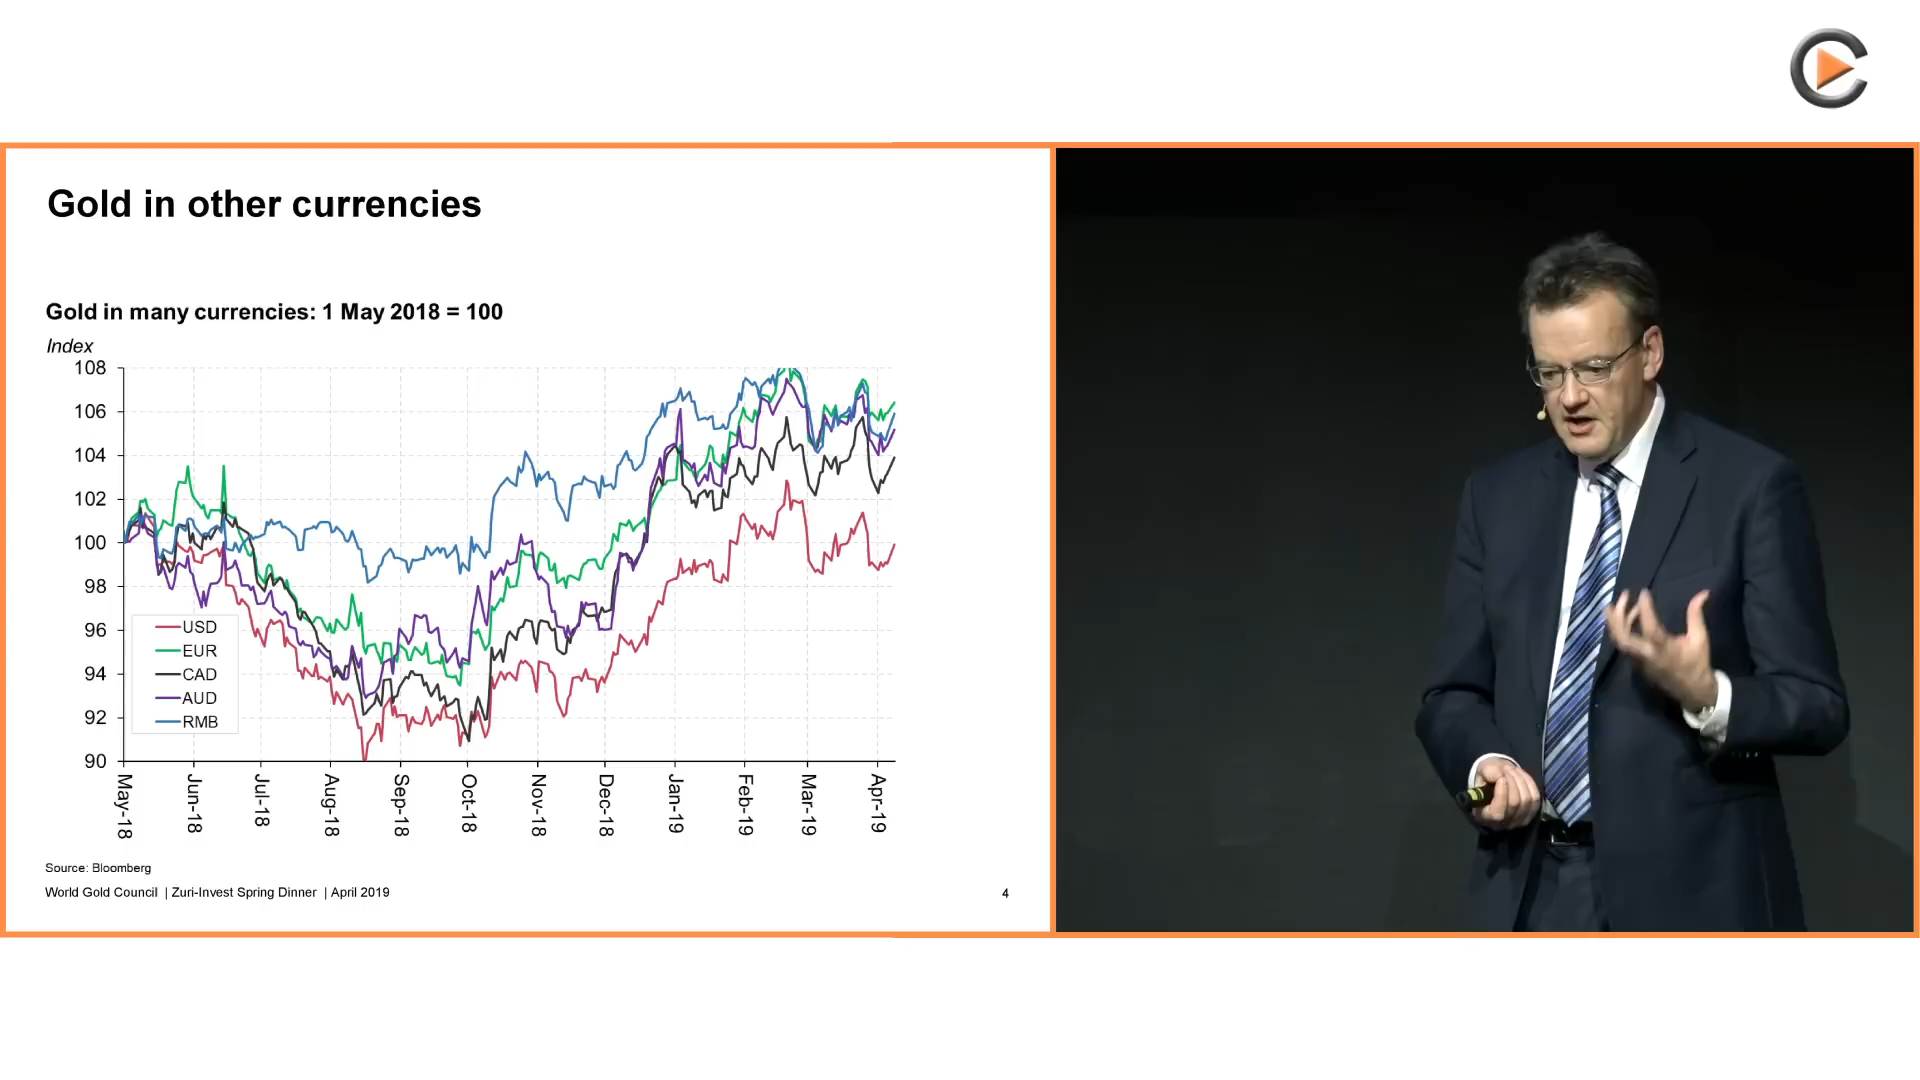 Gold in other currencies
Gold in many currencies: 1 May 2018 = 100
Index
108
106
104
102
100
98
96
94
92
90
USD
EUR
CAD
AUD
RMB
May-18
Jun-18
Jul-18
Aug-18
Sep-18
Oct-18
Nov-18
Dec-18
Jan-19
Feb-19
Mar-19
Apr-19
Source: Bloomberg
World Gold Council | Zuri-Invest Spring Dinner | April 2019
4